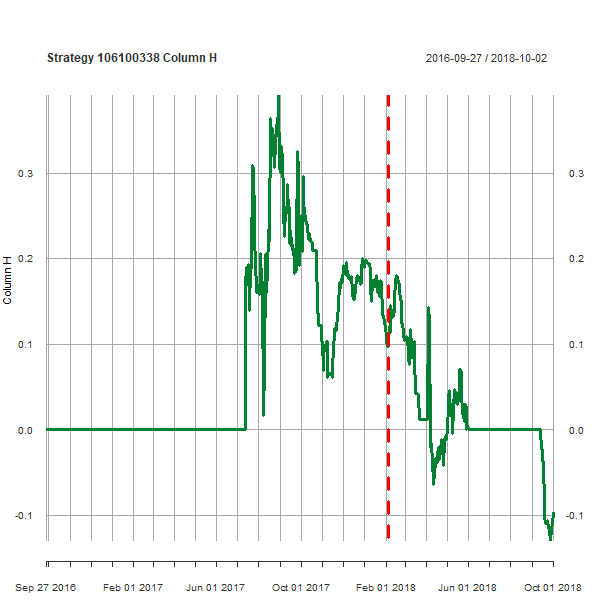 Strategy 106100338 Column H
2016-09-27 / 2018-10-02
Column H
0.3
0.2
0.1
0.0
-0.1
0.3
0.2
0.1
0.0
-0.1
Sep 27 2016
Feb 01 2017
Jun 01 2017
Oct 01 2017
Feb 01 2018
Jun 01 2018
Oct 01 2018